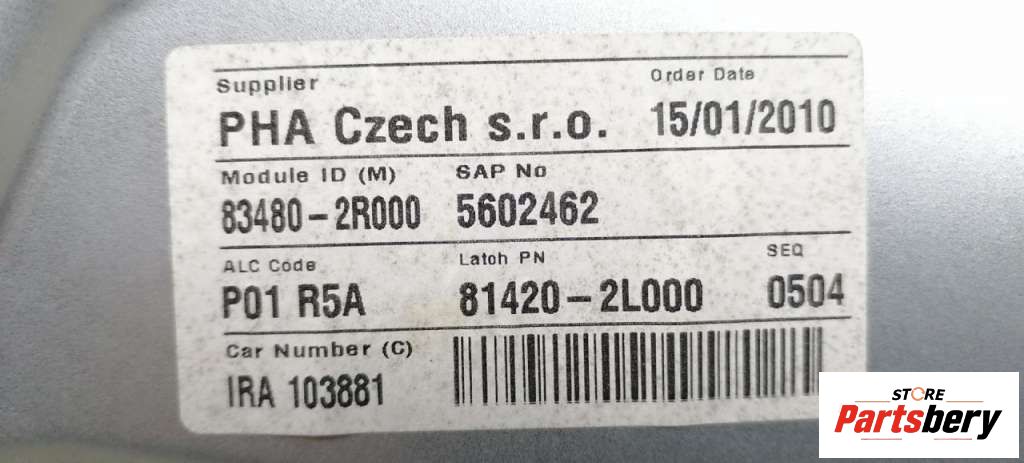 Supplier
Order Date
PHA Czech s.r.o.
15/01/2010
Module ID (M)
SAP No
83480-2R000
5602462
ALC Code
Latch PN
SEQ
P01 R5A
81420-2L000
0504
Car Number (C)
IRA 103881
STORE
Partsbery